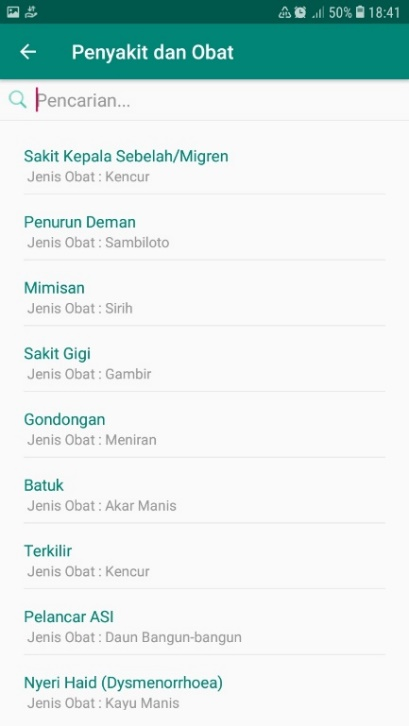 50% 18:41
Penyakit dan Obat
Pencarian...
Sakit Kepala Sebelah/Migren
Jenis Obat : Kencur
Penurun Deman
Jenis Obat : Sambiloto
Mimisan
Jenis Obat : Sirih
Sakit Gigi
Jenis Obat : Gambir
Gondongan
Jenis Obat : Meniran
Batuk
Jenis Obat : Akar Manis
Terkilir
Jenis Obat : Kencur
Pelancar ASI
Jenis Obat : Daun Bangun-bangun
Nyeri Haid (Dysmenorrhoea)
Jenis Obat : Kayu Manis